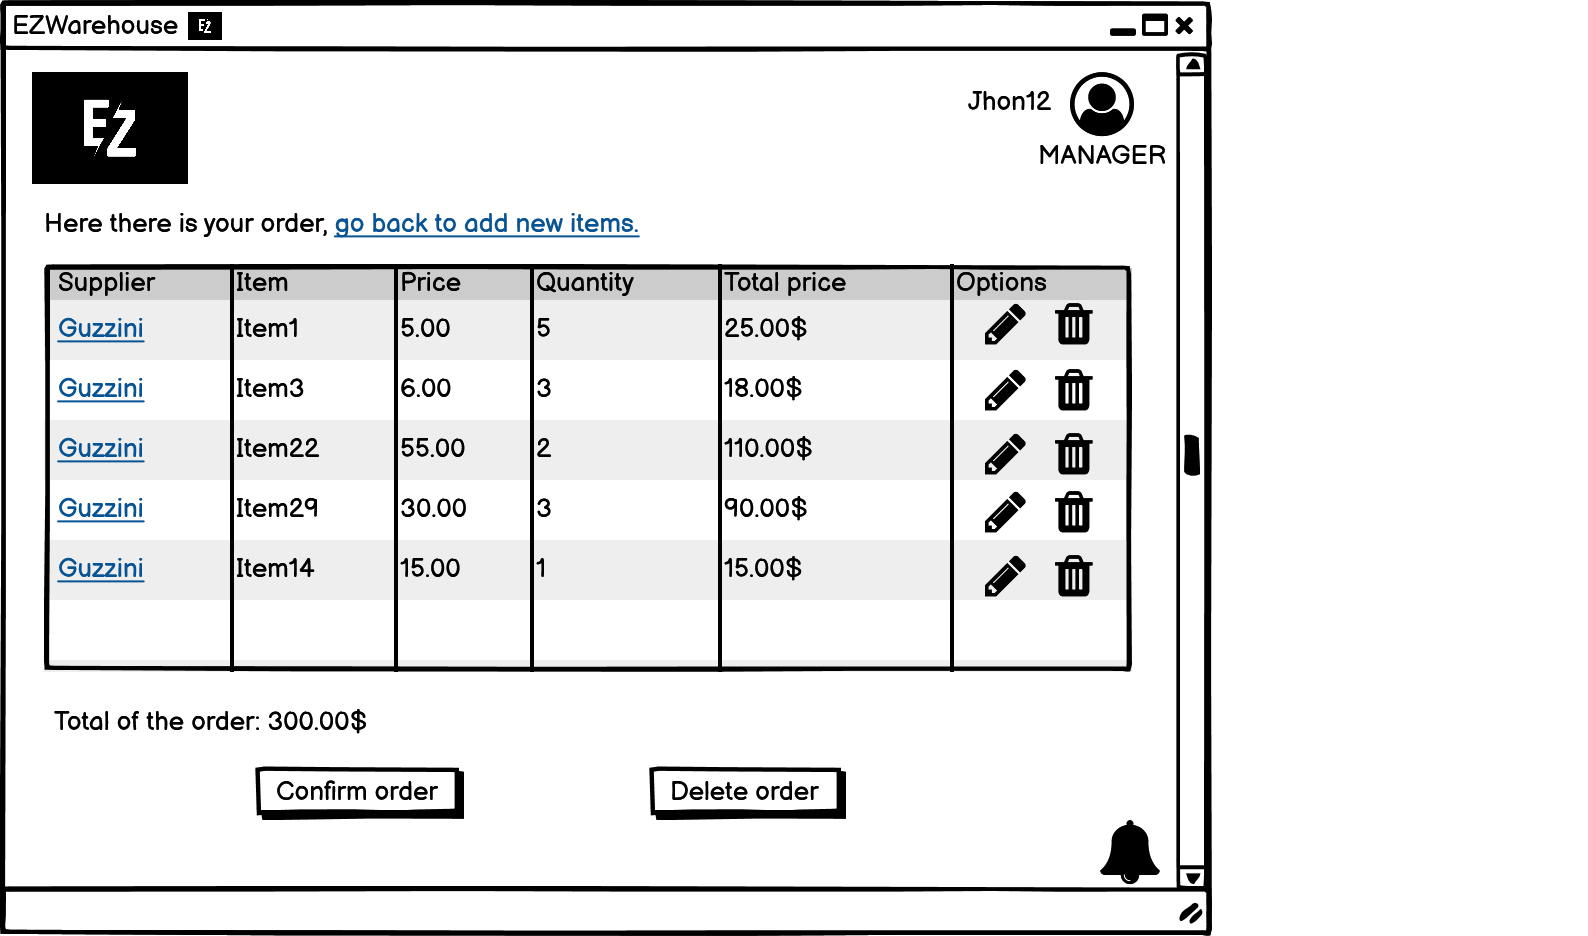 EZWarehouse EZ
EZ
Jhon12
MANAGER
Here there is your order, go back to add new items.
Supplier Item Price Quantity Total price Options
Guzzini Item1 5.00 5 25.00$
Guzzini Item3 6.00 3 18.00$
Guzzini Item22 55.00 2 110.00$
Guzzini Item29 30.00 3 90.00$
Guzzini Item14 15.00 1 15.00$
Total of the order: 300.00$
Confirm order Delete order